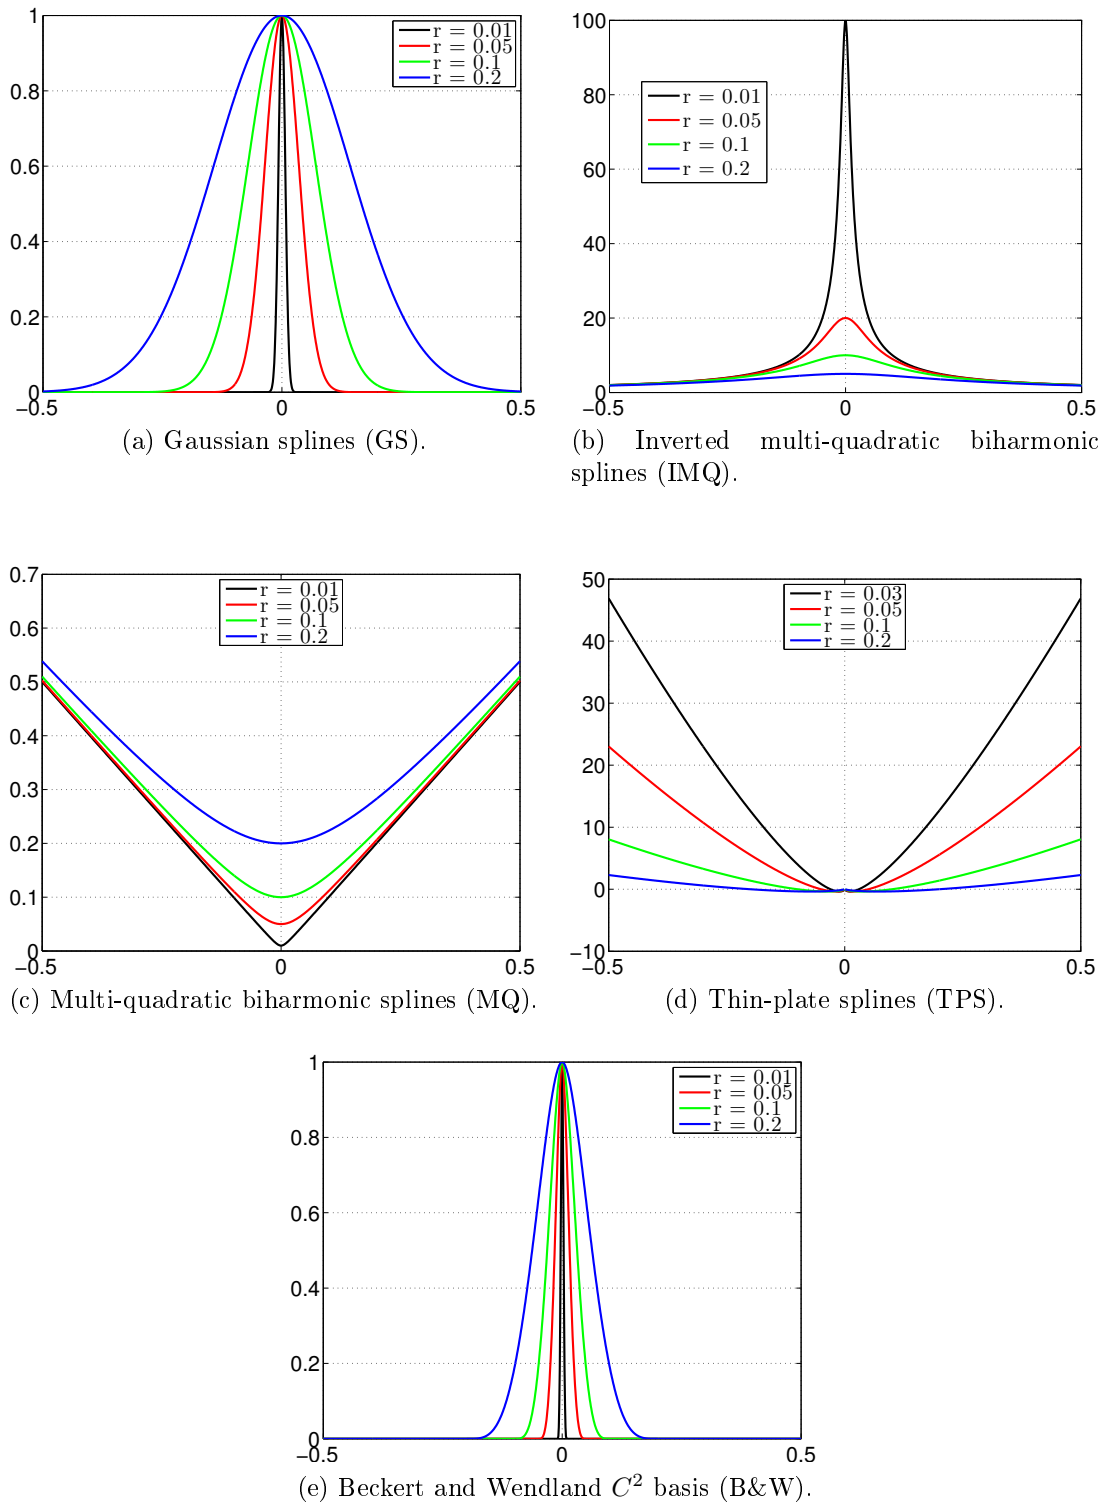 1
0.8
0.6
0.4
0.2
0
−0.5
0
0.5
r = 0.01
r = 0.05
r = 0.1
r = 0.2
(a) Gaussian splines (GS).
100
80
60
40
20
0
−0.5
0
0.5
r = 0.01
r = 0.05
r = 0.1
r = 0.2
(b) Inverted multi-quadratic biharmonic
splines (IMQ).
0.7
0.6
0.5
0.4
0.3
0.2
0.1
0
−0.5
0
0.5
r = 0.01
r = 0.05
r = 0.1
r = 0.2
(c) Multi-quadratic biharmonic splines (MQ).
50
40
30
20
10
0
−10
−0.5
0
0.5
r = 0.03
r = 0.05
r = 0.1
r = 0.2
(d) Thin-plate splines (TPS).
1
0.8
0.6
0.4
0.2
0
−0.5
0
0.5
r = 0.01
r = 0.05
r = 0.1
r = 0.2
(e) Beckert and Wendland C² basis (B&W).